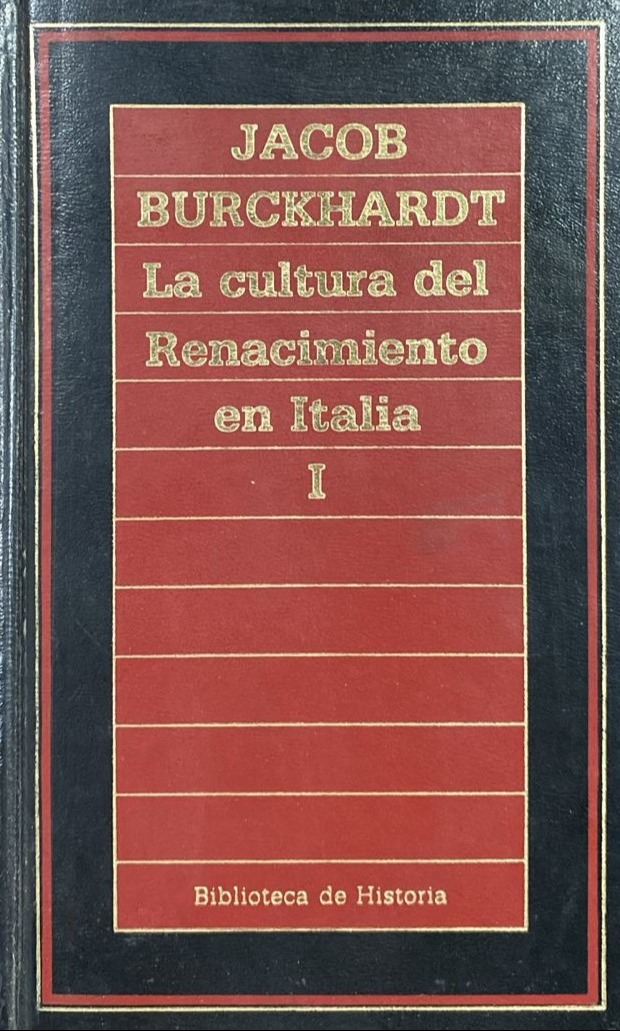 JACOB
BURCKHARDT
La cultura del
Renacimiento
en Italia
I
Biblioteca de Historia